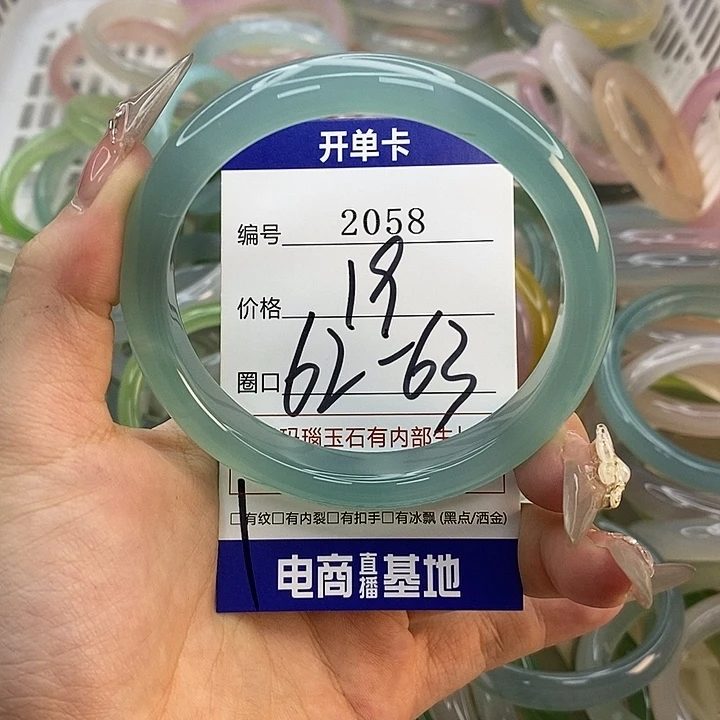 开单卡
编号 2058
价格 19
圈口 62-63
玛瑙玉石有内部生
□有纹□有内裂□有扣手□有冰飘 (黑点/洒金)
电商直播基地